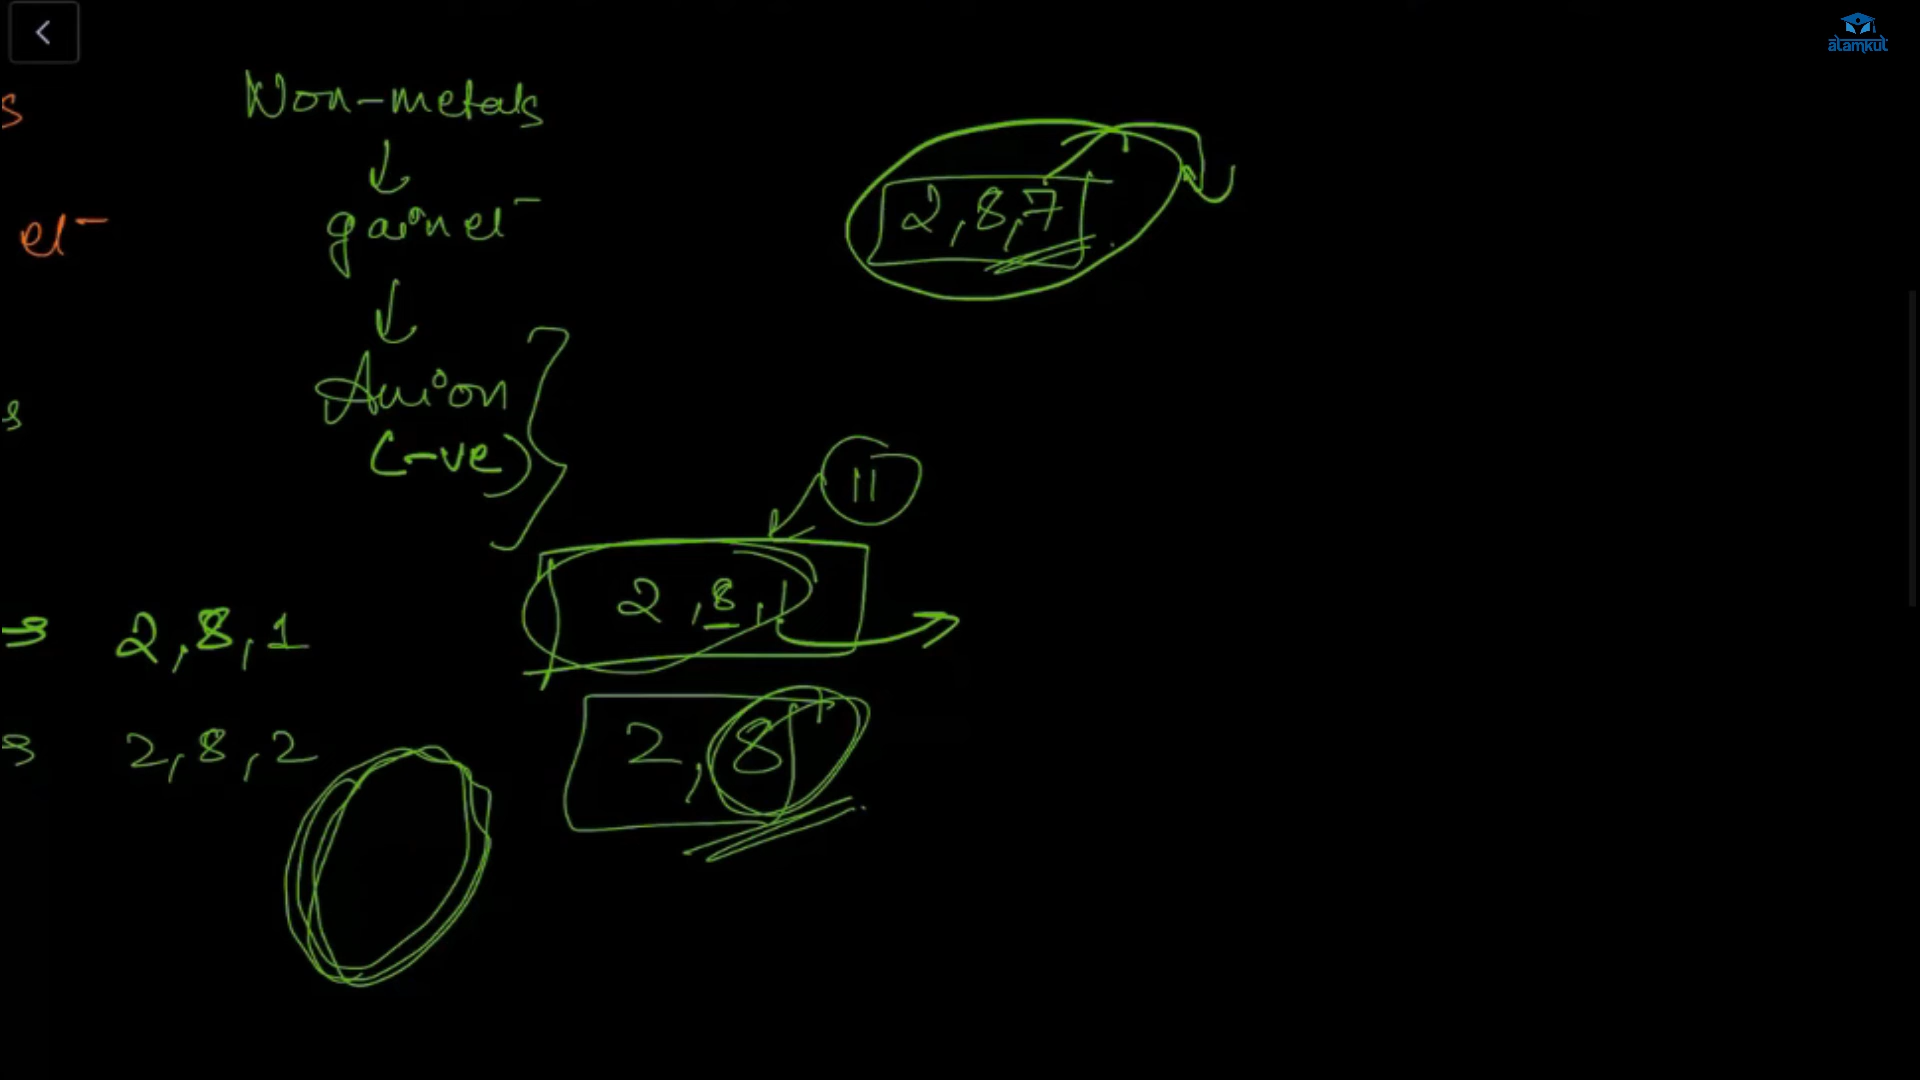 atamkul
Non-metals
s
2,8,7
gain el-
el-
Anion
s
(-ve)
11
2,8,1
2,8,1
2,8
2,8,2